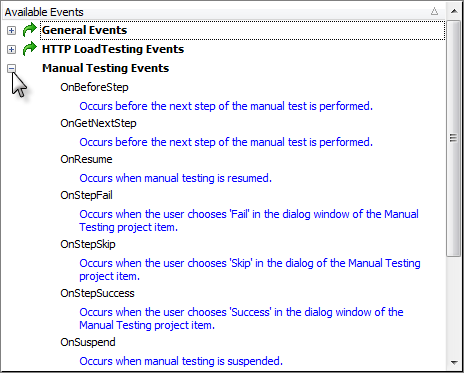 Available Events
General Events
HTTP LoadTesting Events
Manual Testing Events
OnBeforeStep
Occurs before the next step of the manual test is performed.
OnGetNextStep
Occurs before the next step of the manual test is performed.
OnResume
Occurs when manual testing is resumed.
OnStepFail
Occurs when the user chooses 'Fail' in the dialog window of the Manual
Testing project item.
OnStepSkip
Occurs when the user chooses 'Skip' in the dialog of the Manual Testing
project item.
OnStepSuccess
Occurs when the user chooses 'Success' in the dialog window of the
Manual Testing project item.
OnSuspend
Occurs when manual testing is suspended.